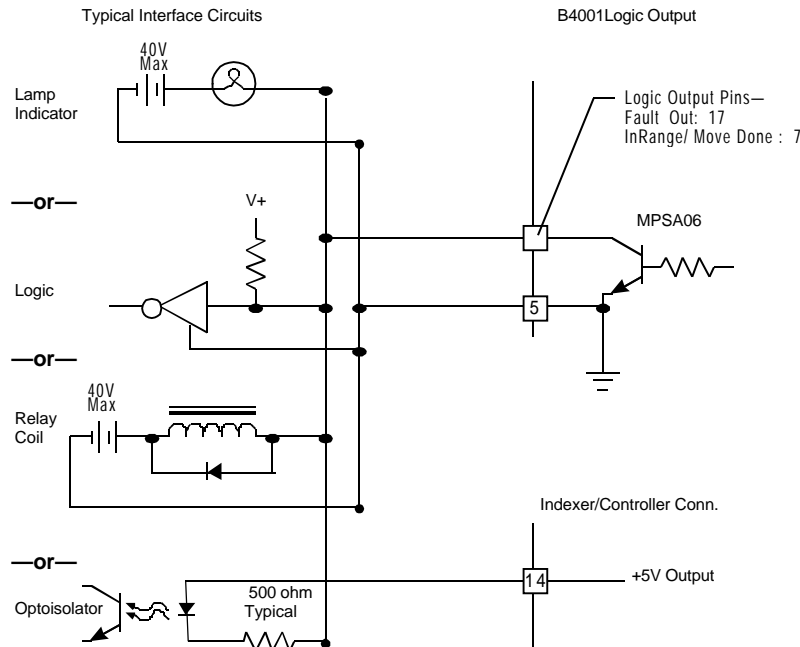 Typical Interface Circuits
B4001Logic Output
40V
Max
Lamp
Indicator
Logic Output Pins—
Fault Out: 17
InRange/ Move Done : 7
—or—
V+
MPSA06
Logic
5
—or—
40V
Max
Relay
Coil
Indexer/Controller Conn.
—or—
14
+5V Output
500 ohm
Typical
Optoisolator